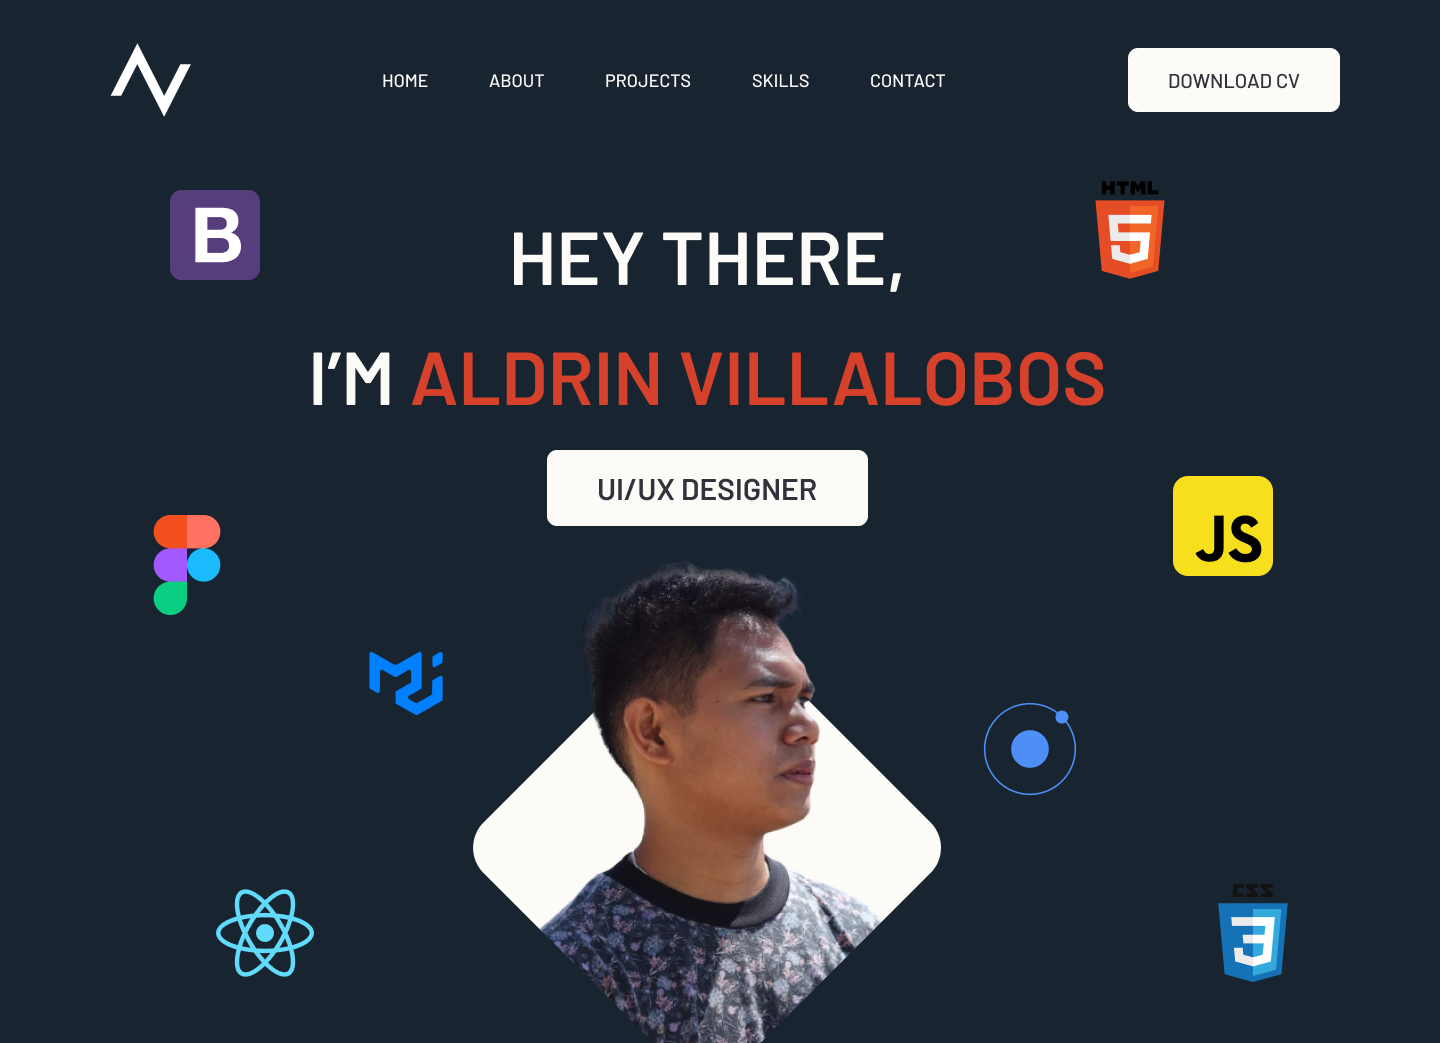 HOME ABOUT PROJECTS SKILLS CONTACT DOWNLOAD CV
B
HTML
5
HEY THERE,
I’M ALDRIN VILLALOBOS
UI/UX DESIGNER
JS
CSS
3